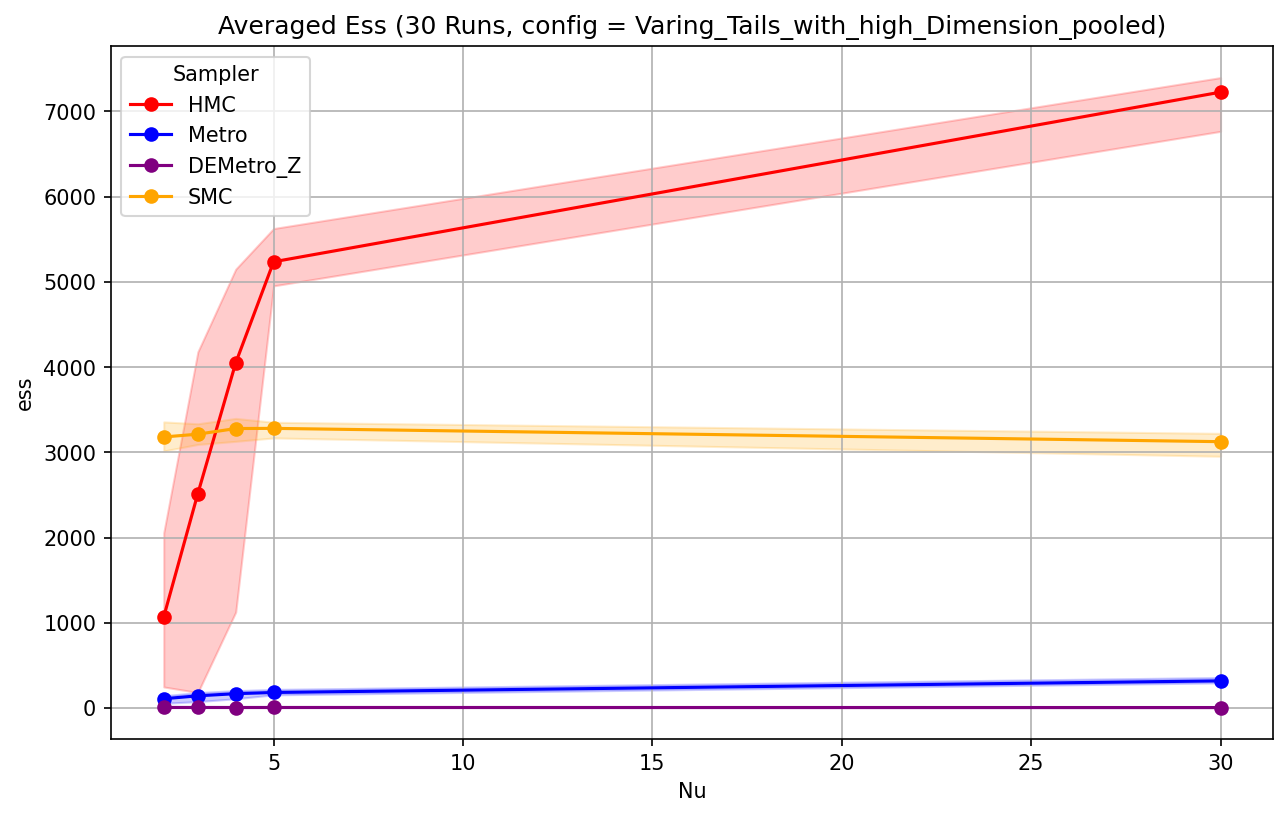 Averaged Ess (30 Runs, config = Varing_Tails_with_high_Dimension_pooled)
Sampler
HMC
Metro
DEMetro_Z
SMC
7000
6000
5000
4000
3000
2000
1000
0
ess
5
10
15
20
25
30
Nu